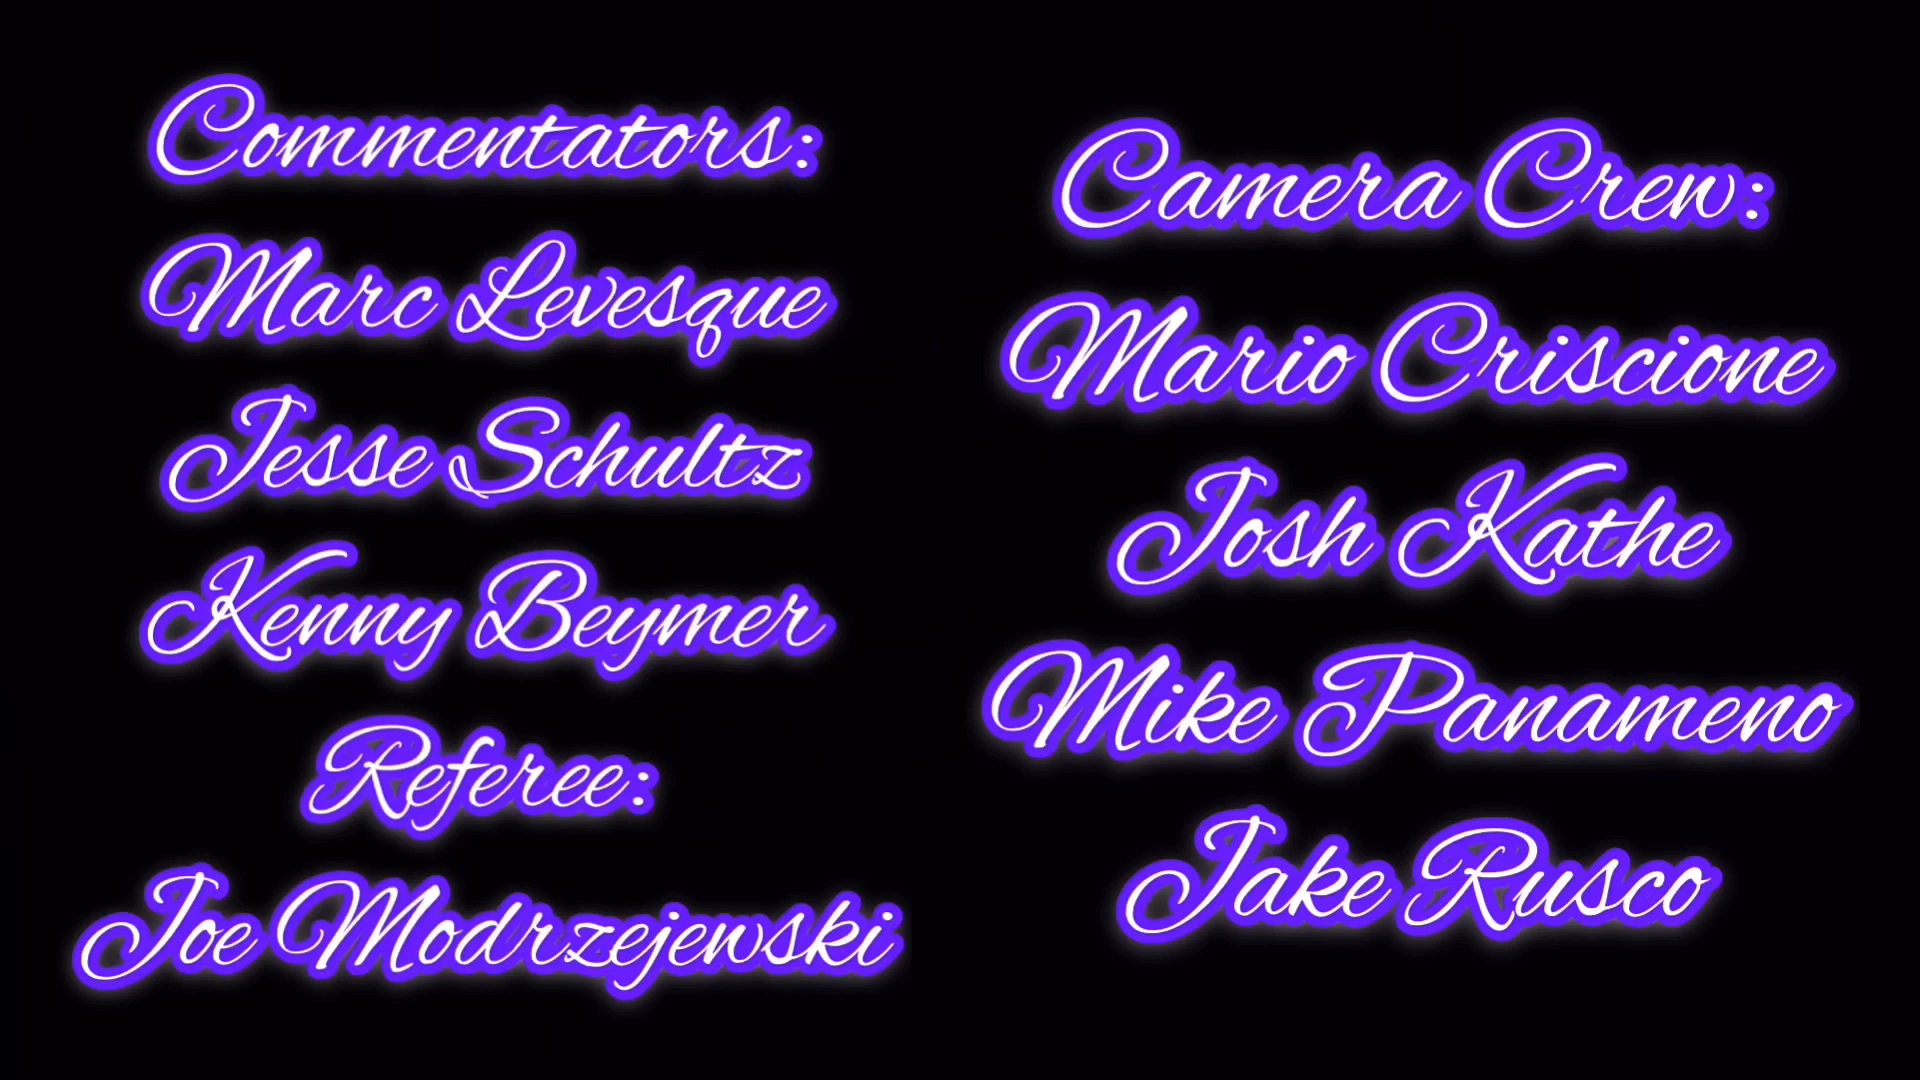 Commentators:
Marc Levesque
Jesse Schultz
Kenny Beymer
Referee:
Joe Modrzejewski
Camera Crew:
Mario Criscione
Josh Kathe
Mike Panameno
Jake Rusco